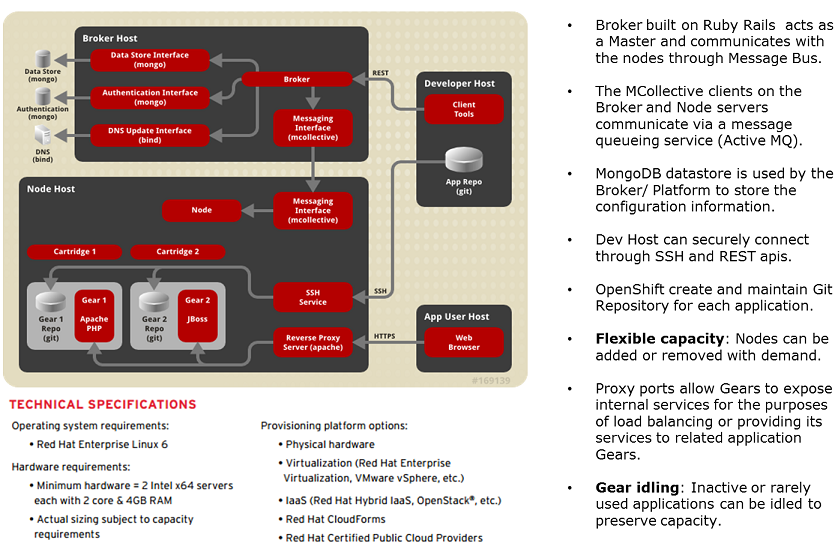 Broker Host
Data Store Interface
(mongo)
Data Store
(mongo)
Broker
REST
Authentication Interface
(mongo)
Authentication
(mongo)
DNS Update Interface
(bind)
DNS
(bind)
Messaging
Interface
(mcollective)
Developer Host
Client
Tools
App Repo
(git)
Node Host
Node
Messaging
Interface
(mcollective)
Cartridge 1
Cartridge 2
Gear 1
Repo
(git)
Gear 1
Apache
PHP
Gear 2
Repo
(git)
Gear 2
JBoss
SSH
Service
SSH
Reverse Proxy
Server (apache)
HTTPS
App User Host
Web
Browser
#169139
TECHNICAL SPECIFICATIONS
Operating system requirements:
• Red Hat Enterprise Linux 6
Hardware requirements:
• Minimum hardware = 2 Intel x64 servers
each with 2 core & 4GB RAM
• Actual sizing subject to capacity
requirements
Provisioning platform options:
• Physical hardware
• Virtualization (Red Hat Enterprise
Virtualization, VMware vSphere, etc.)
• IaaS (Red Hat Hybrid IaaS, OpenStack®, etc.)
• Red Hat CloudForms
• Red Hat Certified Public Cloud Providers
• Broker built on Ruby Rails acts as
a Master and communicates with
the nodes through Message Bus.
• The MCollective clients on the
Broker and Node servers
communicate via a message
queueing service (Active MQ).
• MongoDB datastore is used by the
Broker/ Platform to store the
configuration information.
• Dev Host can securely connect
through SSH and REST apis.
• OpenShift create and maintain Git
Repository for each application.
• Flexible capacity: Nodes can be
added or removed with demand.
• Proxy ports allow Gears to expose
internal services for the purposes
of load balancing or providing its
services to related application
Gears.
• Gear idling: Inactive or rarely
used applications can be idled to
preserve capacity.